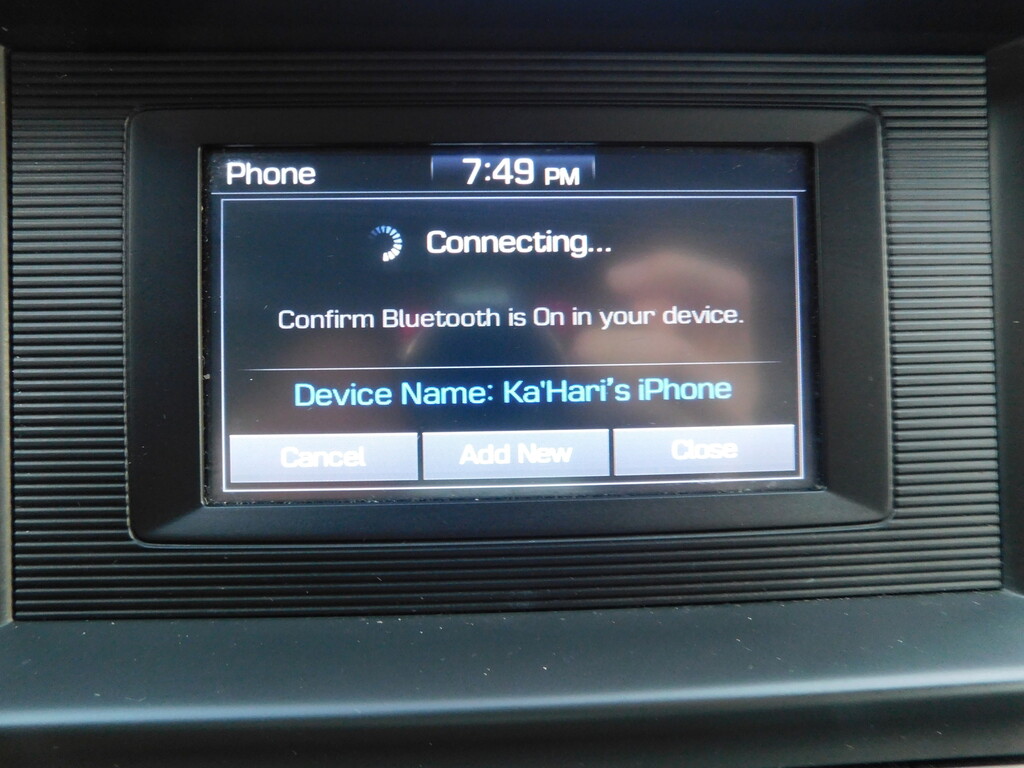 Phone
7:49 PM
Connecting...
Confirm Bluetooth is On in your device.
Device Name: Ka'Hari's iPhone
Cancel
Add New
Close